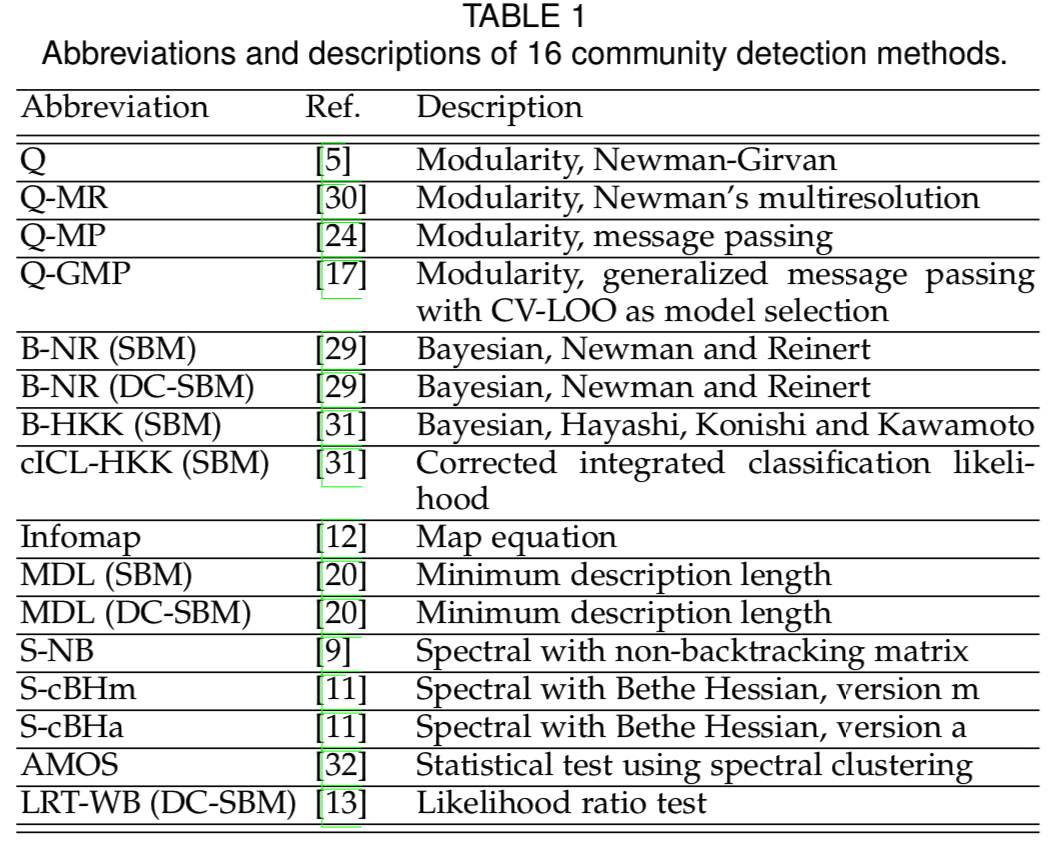 TABLE 1
Abbreviations and descriptions of 16 community detection methods.
Abbreviation Ref. Description
Q [5] Modularity, Newman-Girvan
Q-MR [30] Modularity, Newman's multiresolution
Q-MP [24] Modularity, message passing
Q-GMP [17] Modularity, generalized message passing
with CV-LOO as model selection
B-NR (SBM) [29] Bayesian, Newman and Reinert
B-NR (DC-SBM) [29] Bayesian, Newman and Reinert
B-HKK (SBM) [31] Bayesian, Hayashi, Konishi and Kawamoto
cICL-HKK (SBM) [31] Corrected integrated classification likeli-
hood
Infomap [12] Map equation
MDL (SBM) [20] Minimum description length
MDL (DC-SBM) [20] Minimum description length
S-NB [9] Spectral with non-backtracking matrix
S-cBHm [11] Spectral with Bethe Hessian, version m
S-cBHa [11] Spectral with Bethe Hessian, version a
AMOS [32] Statistical test using spectral clustering
LRT-WB (DC-SBM) [13] Likelihood ratio test